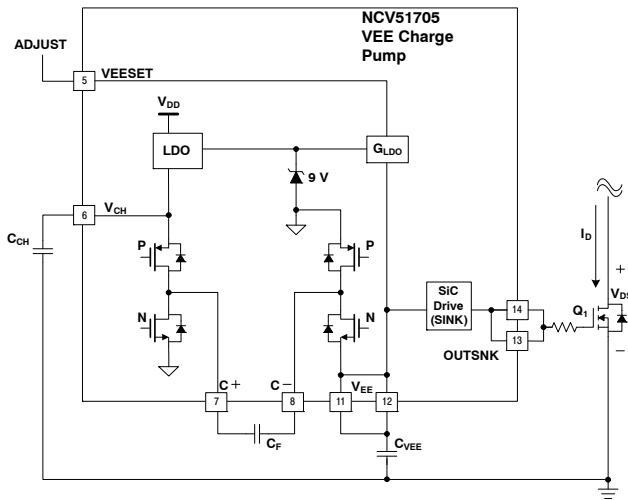 NCV51705
VEE Charge
Pump
ADJUST
5
VEESET
VDD
LDO
GLDO
9 V
6
VCH
CCH
P
P
N
N
SiC
Drive
(SINK)
14
13
OUTSNK
ID
+
VDS
Q1
–
C+
C–
VEE
7
8
11
12
CF
CVEE